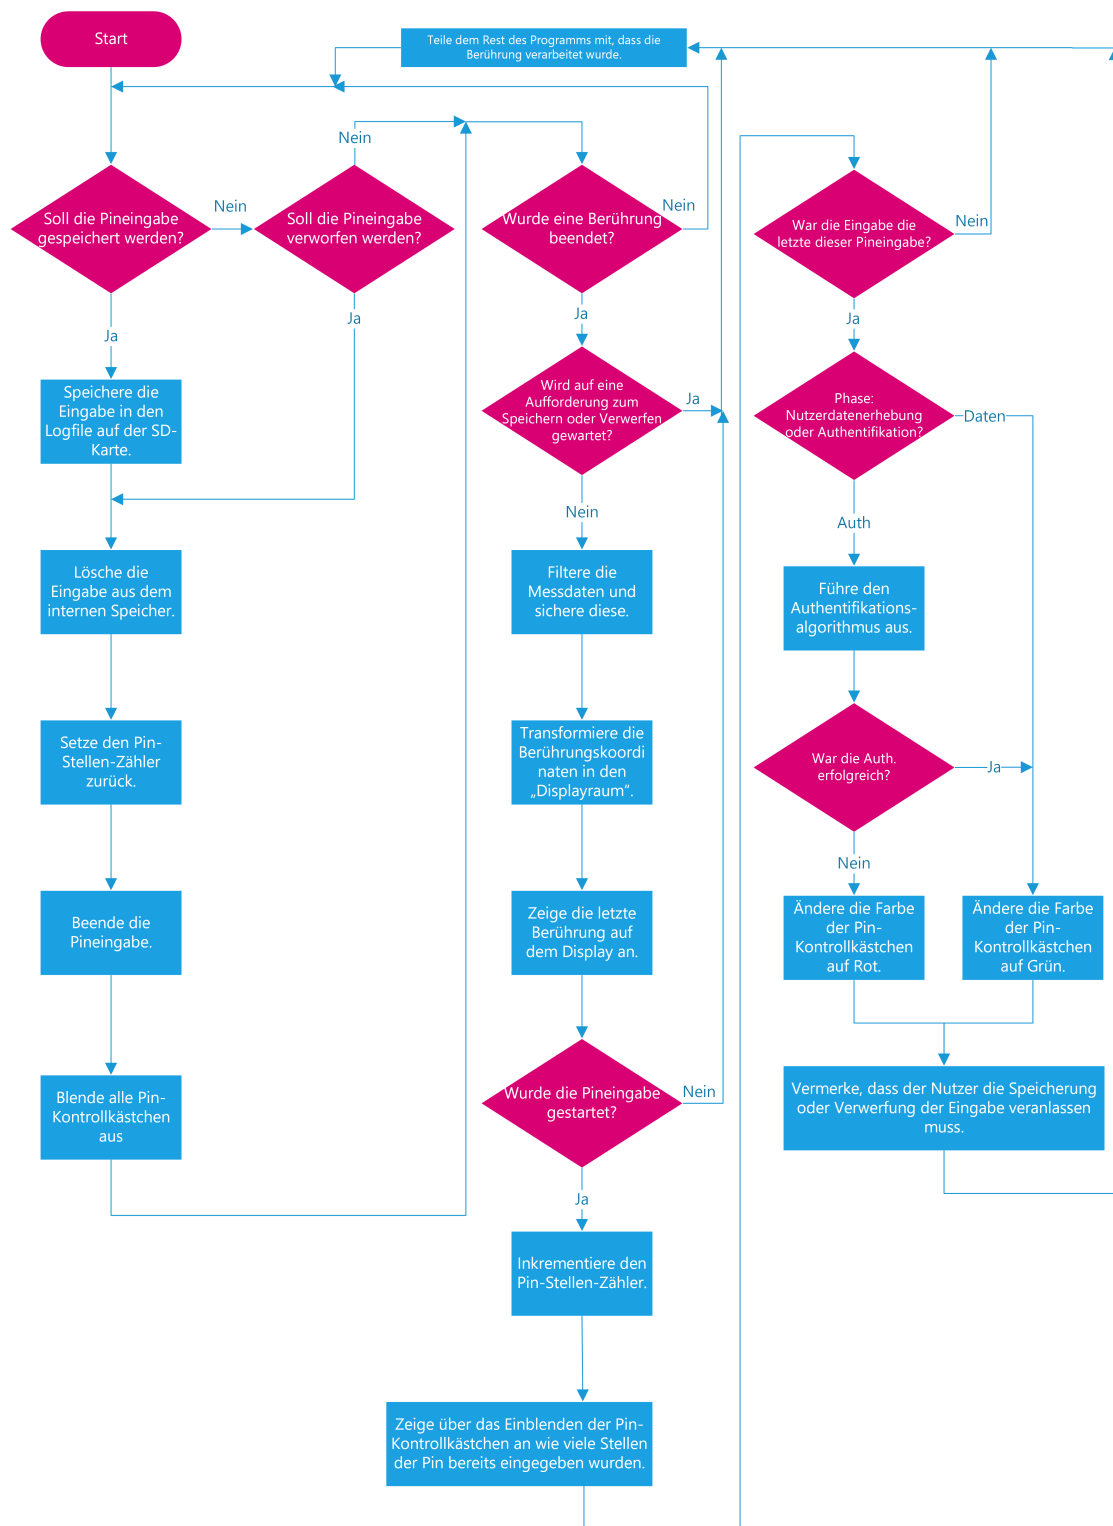 Start
Teile dem Rest des Programms mit, dass die
Berührung verarbeitet wurde.
Soll die Pineingabe
gespeichert werden?
Nein
Soll die Pineingabe
verworfen werden?
Nein
Wurde eine Berührung
beendet?
Nein
War die Eingabe die
letzte dieser Pineingabe?
Nein
Ja
Ja
Ja
Ja
Speichere die
Eingabe in den
Logfile auf der SD-
Karte.
Wird auf eine
Aufforderung zum
Speichern oder Verwerfen
gewartet?
Ja
Phase:
Nutzerdatenerhebung
oder Authentifikation?
Daten
Nein
Auth
Lösche die
Eingabe aus dem
internen Speicher.
Filtere die
Messdaten und
sichere diese.
Führe den
Authentifikations-
algorithmus aus.
Setze den Pin-
Stellen-Zähler
zurück.
Transformiere die
Berührungskoordi
naten in den
„Displayraum“.
War die Auth.
erfolgreich?
Ja
Nein
Beende die
Pineingabe.
Zeige die letzte
Berührung auf
dem Display an.
Ändere die Farbe
der Pin-
Kontrollkästchen
auf Rot.
Ändere die Farbe
der Pin-
Kontrollkästchen
auf Grün.
Blende alle Pin-
Kontrollkästchen
aus
Wurde die Pineingabe
gestartet?
Nein
Vermerke, dass der Nutzer die Speicherung
oder Verwerfung der Eingabe veranlassen
muss.
Ja
Inkrementiere den
Pin-Stellen-Zähler.
Zeige über das Einblenden der Pin-
Kontrollkästchen an wie viele Stellen
der Pin bereits eingegeben wurden.